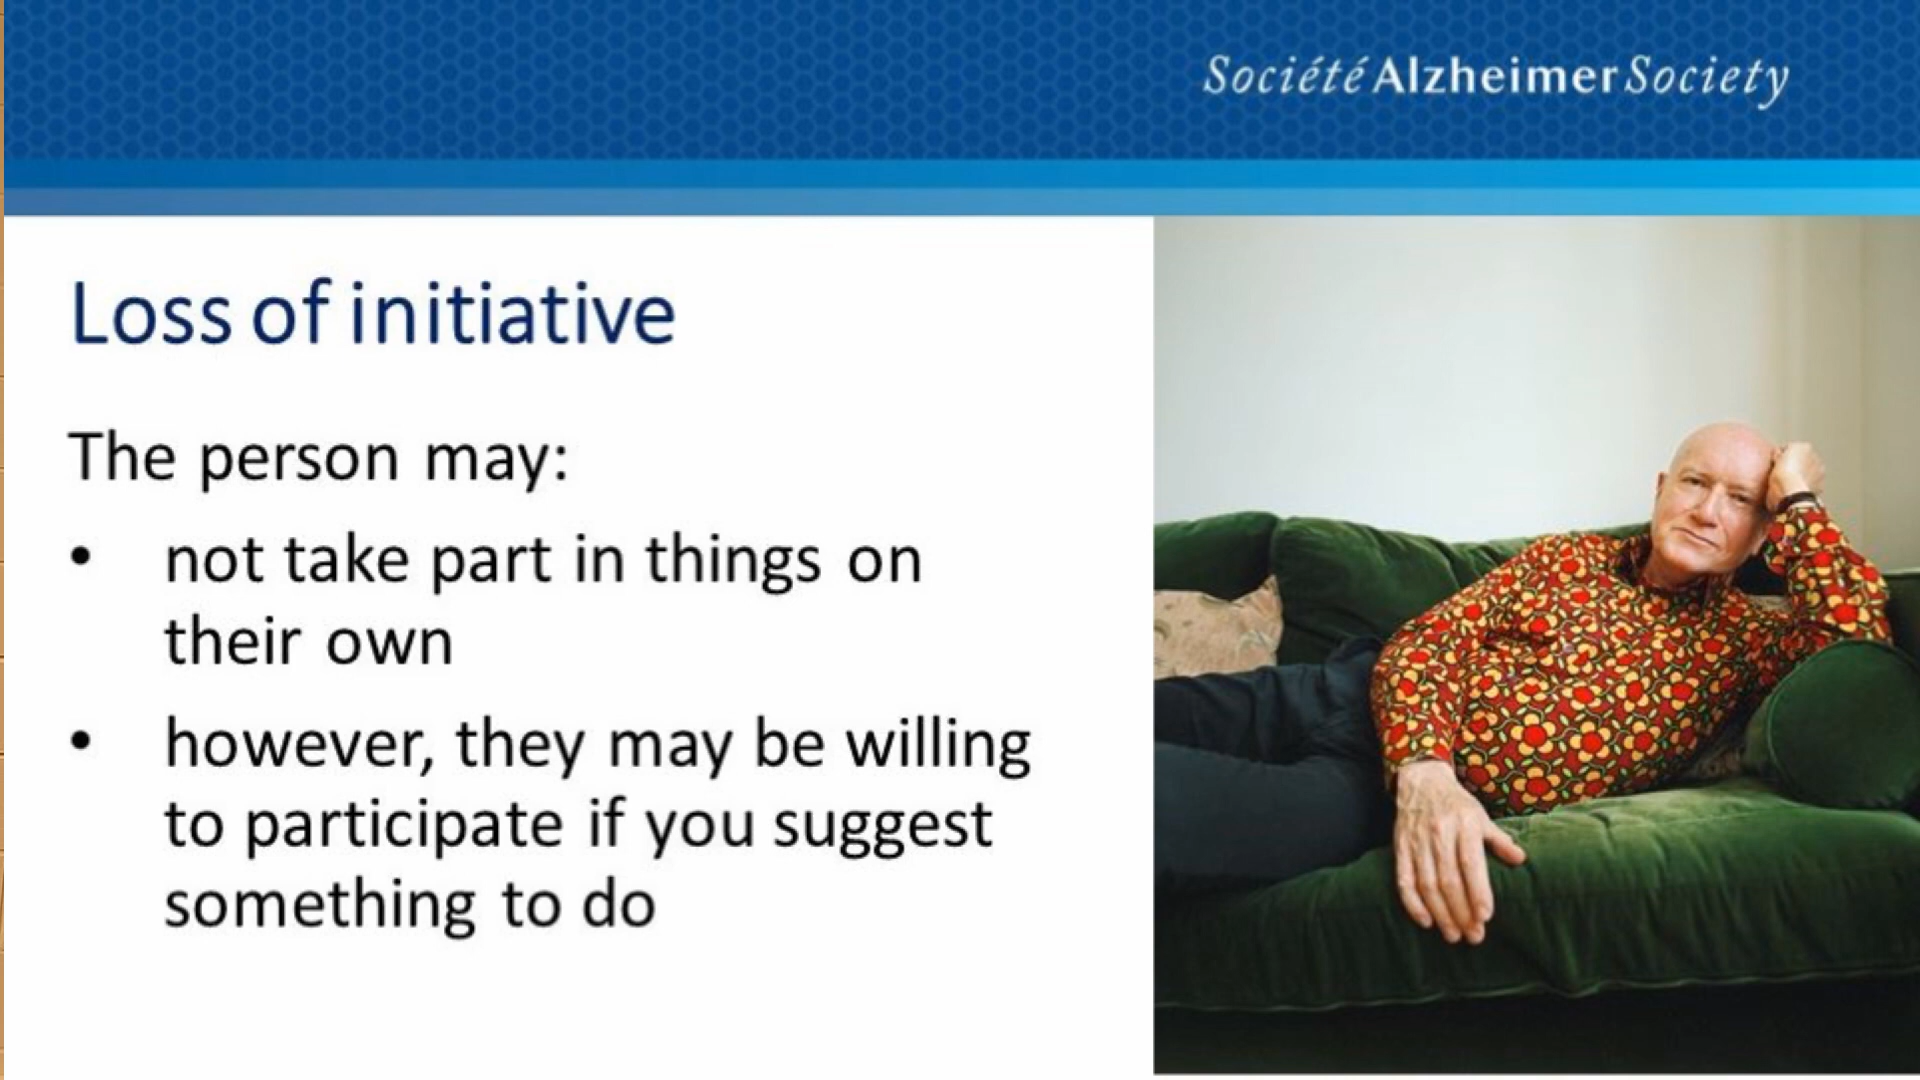 Société Alzheimer Society
Loss of initiative
The person may:
• not take part in things on
their own
• however, they may be willing
to participate if you suggest
something to do